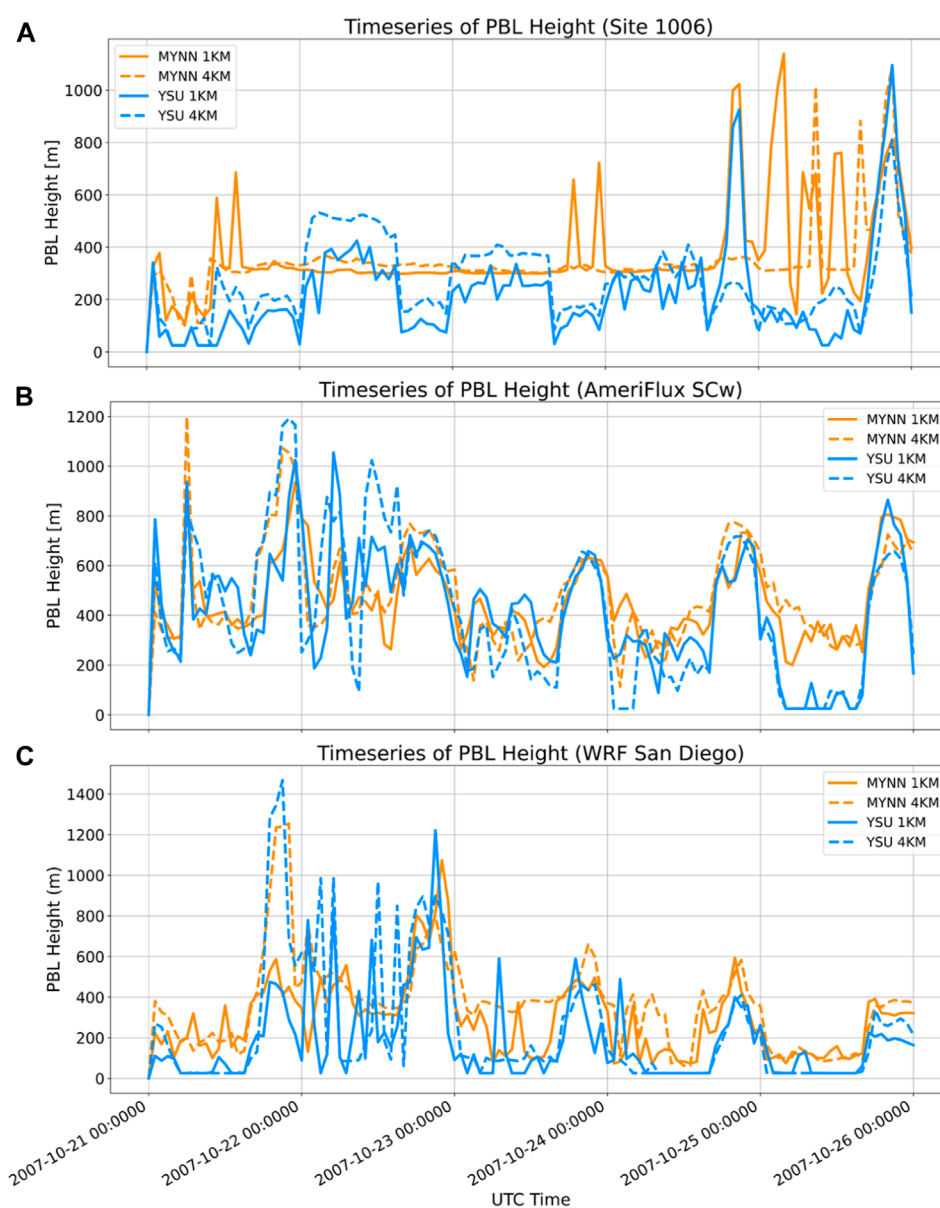 A
Timeseries of PBL Height (Site 1006)
MYNN 1KM
MYNN 4KM
YSU 1KM
YSU 4KM
PBL Height [m]
1000
800
600
400
200
0
B
Timeseries of PBL Height (AmeriFlux SCw)
MYNN 1KM
MYNN 4KM
YSU 1KM
YSU 4KM
PBL Height [m]
1200
1000
800
600
400
200
0
C
Timeseries of PBL Height (WRF San Diego)
MYNN 1KM
MYNN 4KM
YSU 1KM
YSU 4KM
PBL Height (m)
1400
1200
1000
800
600
400
200
0
2007-10-21 00:0000
2007-10-22 00:0000
2007-10-23 00:0000
2007-10-24 00:0000
2007-10-25 00:0000
2007-10-26 00:0000
UTC Time